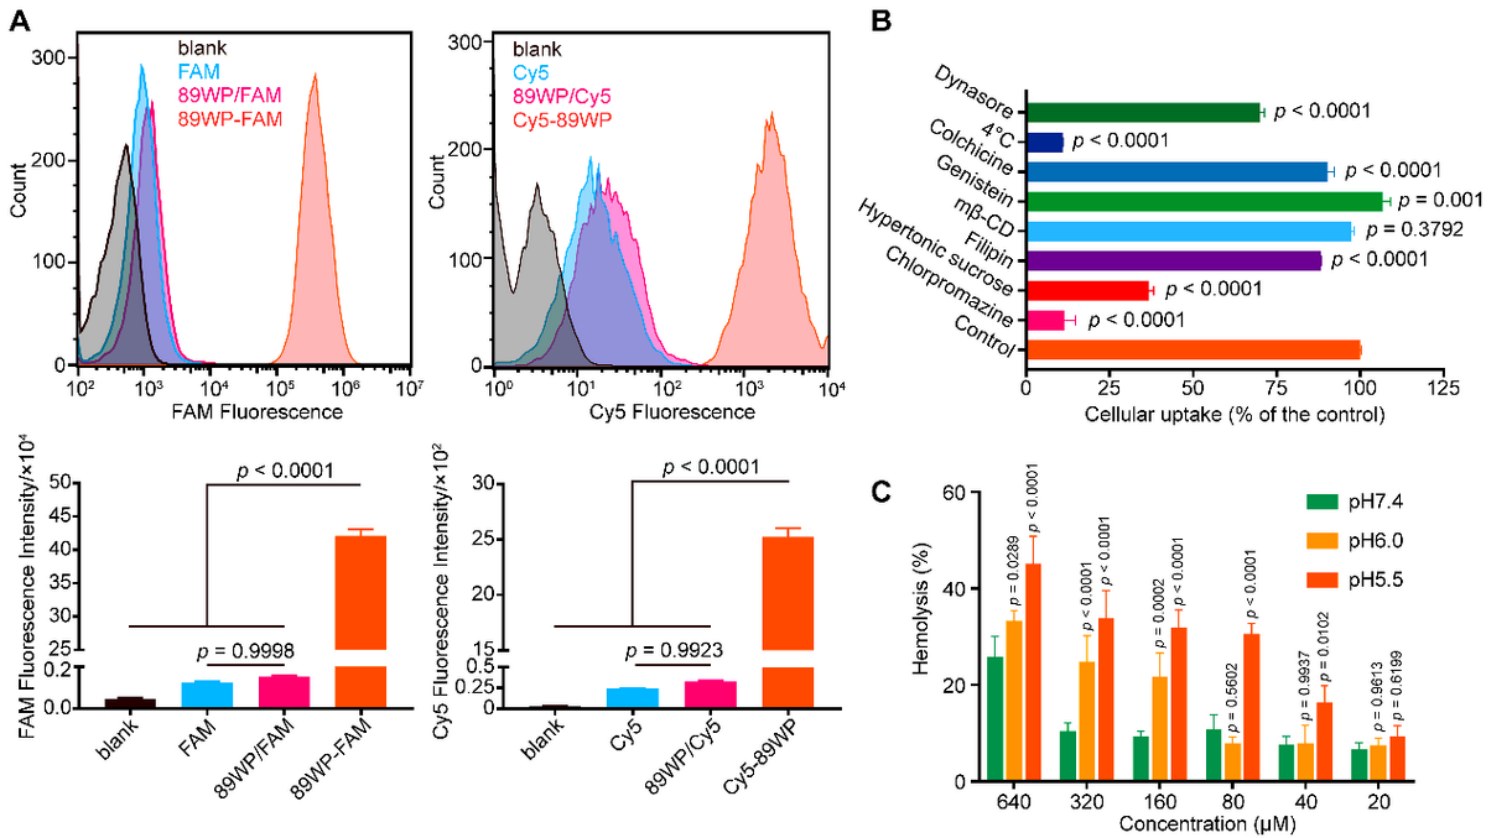 A
300
200
100
0
Count
blank
FAM
89WP/FAM
89WP-FAM
10² 10³ 10⁴ 10⁵ 10⁶ 10⁷
FAM Fluorescence
300
200
100
0
Count
blank
Cy5
89WP/Cy5
Cy5-89WP
10⁰ 10¹ 10² 10³ 10⁴
Cy5 Fluorescence
FAM Fluorescence Intensity/×10⁴
50
45
40
35
30
25
0.2
0.0
p < 0.0001
p = 0.9998
blank
FAM
89WP/FAM
89WP-FAM
Cy5 Fluorescence Intensity/×10²
30
25
20
15
0.5
0.25
0
p < 0.0001
p = 0.9923
blank
Cy5
89WP/Cy5
Cy5-89WP
B
Dynasore
4°C
Colchicine
Genistein
mβ-CD
Filipin
Hypertonic sucrose
Chlorpromazine
Control
p < 0.0001
p < 0.0001
p < 0.0001
p = 0.001
p = 0.3792
p < 0.0001
p < 0.0001
p < 0.0001
0 25 50 75 100 125
Cellular uptake (% of the control)
C
Hemolysis (%)
60
40
20
0
pH7.4
pH6.0
pH5.5
p = 0.0289
p < 0.0001
p < 0.0001
p < 0.0001
p = 0.0002
p < 0.0001
p = 0.5602
p < 0.0001
p = 0.9937
p = 0.0102
p = 0.9613
p = 0.6199
640 320 160 80 40 20
Concentration (μM)